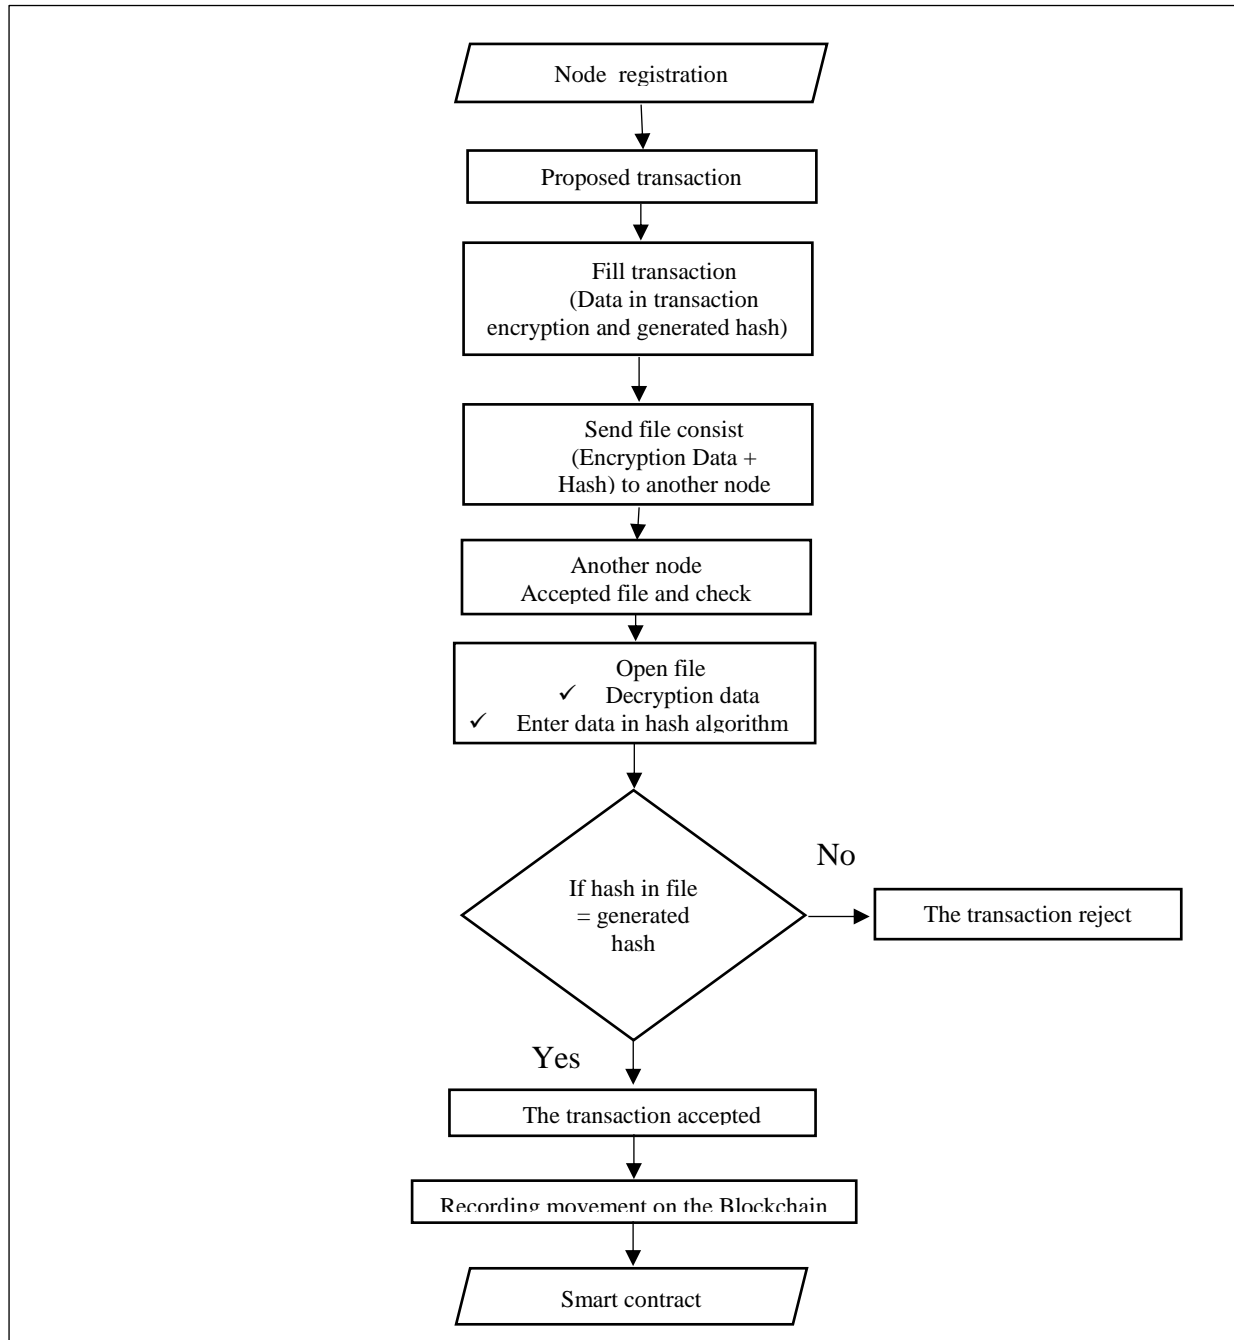 Node registration
Proposed transaction
Fill transaction
(Data in transaction
encryption and generated hash)
Send file consist
(Encryption Data +
Hash) to another node
Another node
Accepted file and check
Open file
✓ Decryption data
✓ Enter data in hash algorithm
If hash in file
= generated
hash
No
The transaction reject
Yes
The transaction accepted
Recording movement on the Blockchain
Smart contract